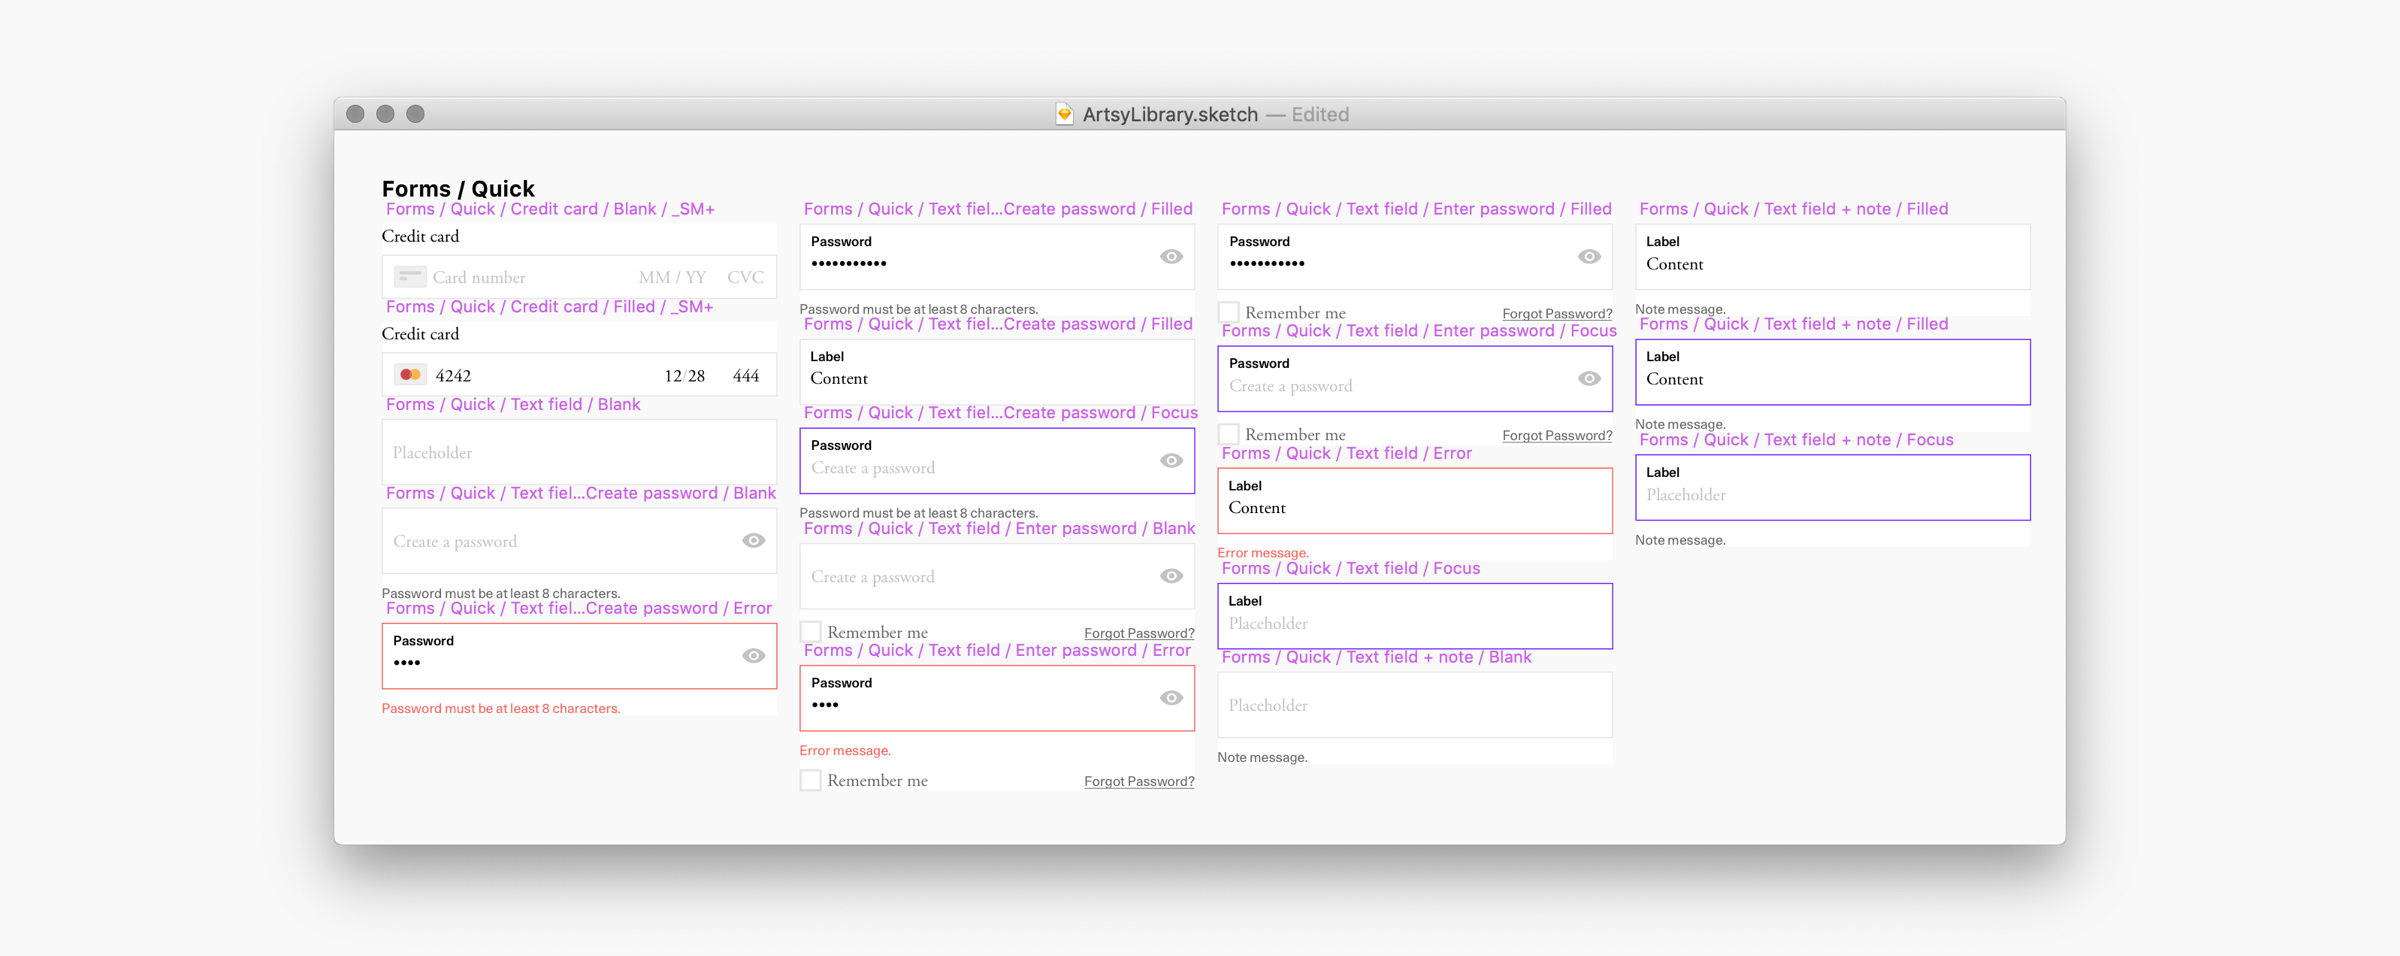 ArtsyLibrary.sketch — Edited
Forms / Quick
Forms / Quick / Credit card / Blank / _SM+
Credit card
Card number MM / YY CVC
Forms / Quick / Credit card / Filled / _SM+
Credit card
4242 12/28 444
Forms / Quick / Text field / Blank
Placeholder
Forms / Quick / Text fiel...Create password / Blank
Create a password
Password must be at least 8 characters.
Forms / Quick / Text fiel...Create password / Error
Password
••••
Password must be at least 8 characters.
Forms / Quick / Text fiel...Create password / Filled
Password
•••••••••••
Password must be at least 8 characters.
Forms / Quick / Text fiel...Create password / Filled
Label
Content
Forms / Quick / Text fiel...Create password / Focus
Password
Create a password
Password must be at least 8 characters.
Forms / Quick / Text field / Enter password / Blank
Create a password
Remember me Forgot Password?
Forms / Quick / Text field / Enter password / Error
Password
••••
Error message.
Remember me Forgot Password?
Forms / Quick / Text field / Enter password / Filled
Password
•••••••••••
Remember me Forgot Password?
Forms / Quick / Text field / Enter password / Focus
Password
Create a password
Remember me Forgot Password?
Forms / Quick / Text field / Error
Label
Content
Error message.
Forms / Quick / Text field / Focus
Label
Placeholder
Forms / Quick / Text field + note / Blank
Placeholder
Note message.
Forms / Quick / Text field + note / Filled
Label
Content
Note message.
Forms / Quick / Text field + note / Filled
Label
Content
Note message.
Forms / Quick / Text field + note / Focus
Label
Placeholder
Note message.